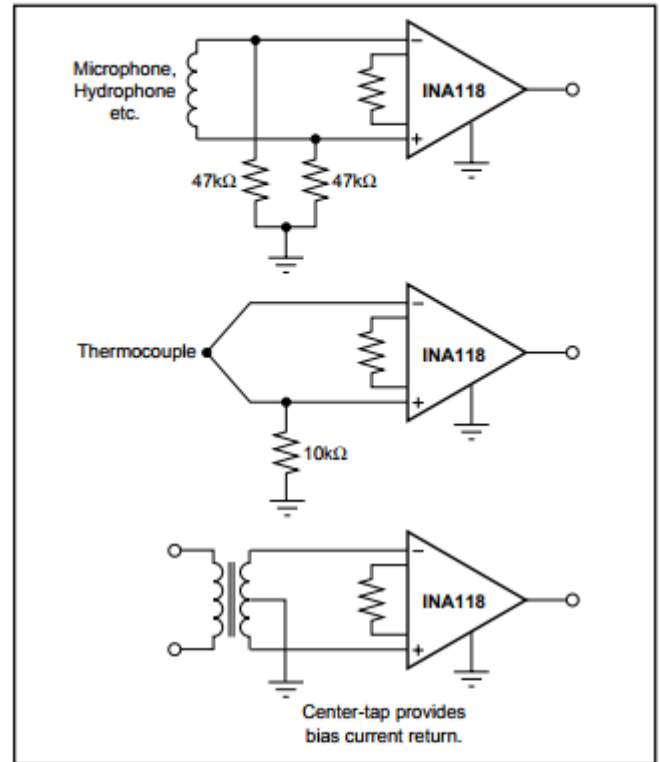 Microphone,
Hydrophone
etc.
−
INA118
+
47kΩ 47kΩ
Thermocouple
−
INA118
+
10kΩ
−
INA118
+
Center-tap provides
bias current return.